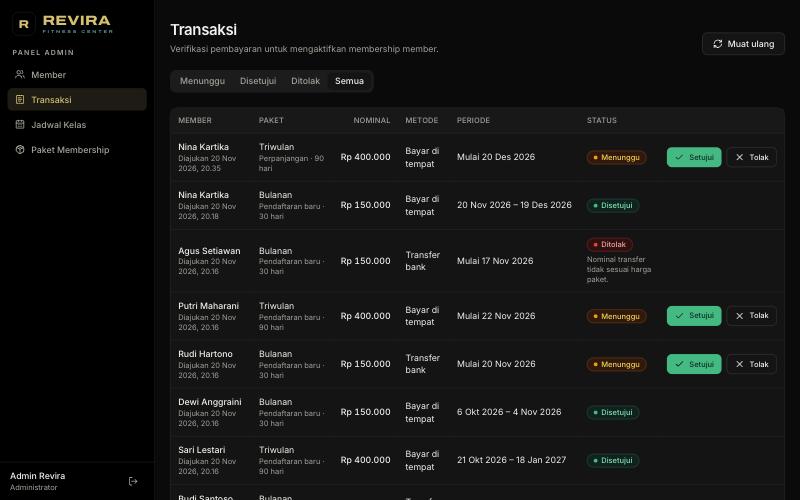 R REVIRA
FITNESS CENTER
PANEL ADMIN
Member
Transaksi
Jadwal Kelas
Paket Membership
Admin Revira
Administrator
Transaksi
Verifikasi pembayaran untuk mengaktifkan membership member.
Muat ulang
Menunggu Disetujui Ditolak Semua
MEMBER PAKET NOMINAL METODE PERIODE STATUS
Nina Kartika
Diajukan 20 Nov
2026, 20.35
Triwulan
Perpanjangan · 90
hari
Rp 400.000
Bayar di
tempat
Mulai 20 Des 2026
Menunggu
Setujui
Tolak
Nina Kartika
Diajukan 20 Nov
2026, 20.18
Bulanan
Pendaftaran baru ·
30 hari
Rp 150.000
Bayar di
tempat
20 Nov 2026 – 19 Des 2026
Disetujui
Agus Setiawan
Diajukan 20 Nov
2026, 20.16
Bulanan
Pendaftaran baru ·
30 hari
Rp 150.000
Transfer
bank
Mulai 17 Nov 2026
Ditolak
Nominal transfer
tidak sesuai harga
paket.
Putri Maharani
Diajukan 20 Nov
2026, 20.16
Triwulan
Pendaftaran baru ·
90 hari
Rp 400.000
Bayar di
tempat
Mulai 22 Nov 2026
Menunggu
Setujui
Tolak
Rudi Hartono
Diajukan 20 Nov
2026, 20.16
Bulanan
Pendaftaran baru ·
30 hari
Rp 150.000
Transfer
bank
Mulai 20 Nov 2026
Menunggu
Setujui
Tolak
Dewi Anggraini
Diajukan 20 Nov
2026, 20.16
Bulanan
Pendaftaran baru ·
30 hari
Rp 150.000
Bayar di
tempat
6 Okt 2026 – 4 Nov 2026
Disetujui
Sari Lestari
Diajukan 20 Nov
2026, 20.16
Triwulan
Pendaftaran baru ·
90 hari
Rp 400.000
Bayar di
tempat
21 Okt 2026 – 18 Jan 2027
Disetujui
Rudi Santoso
Bulanan